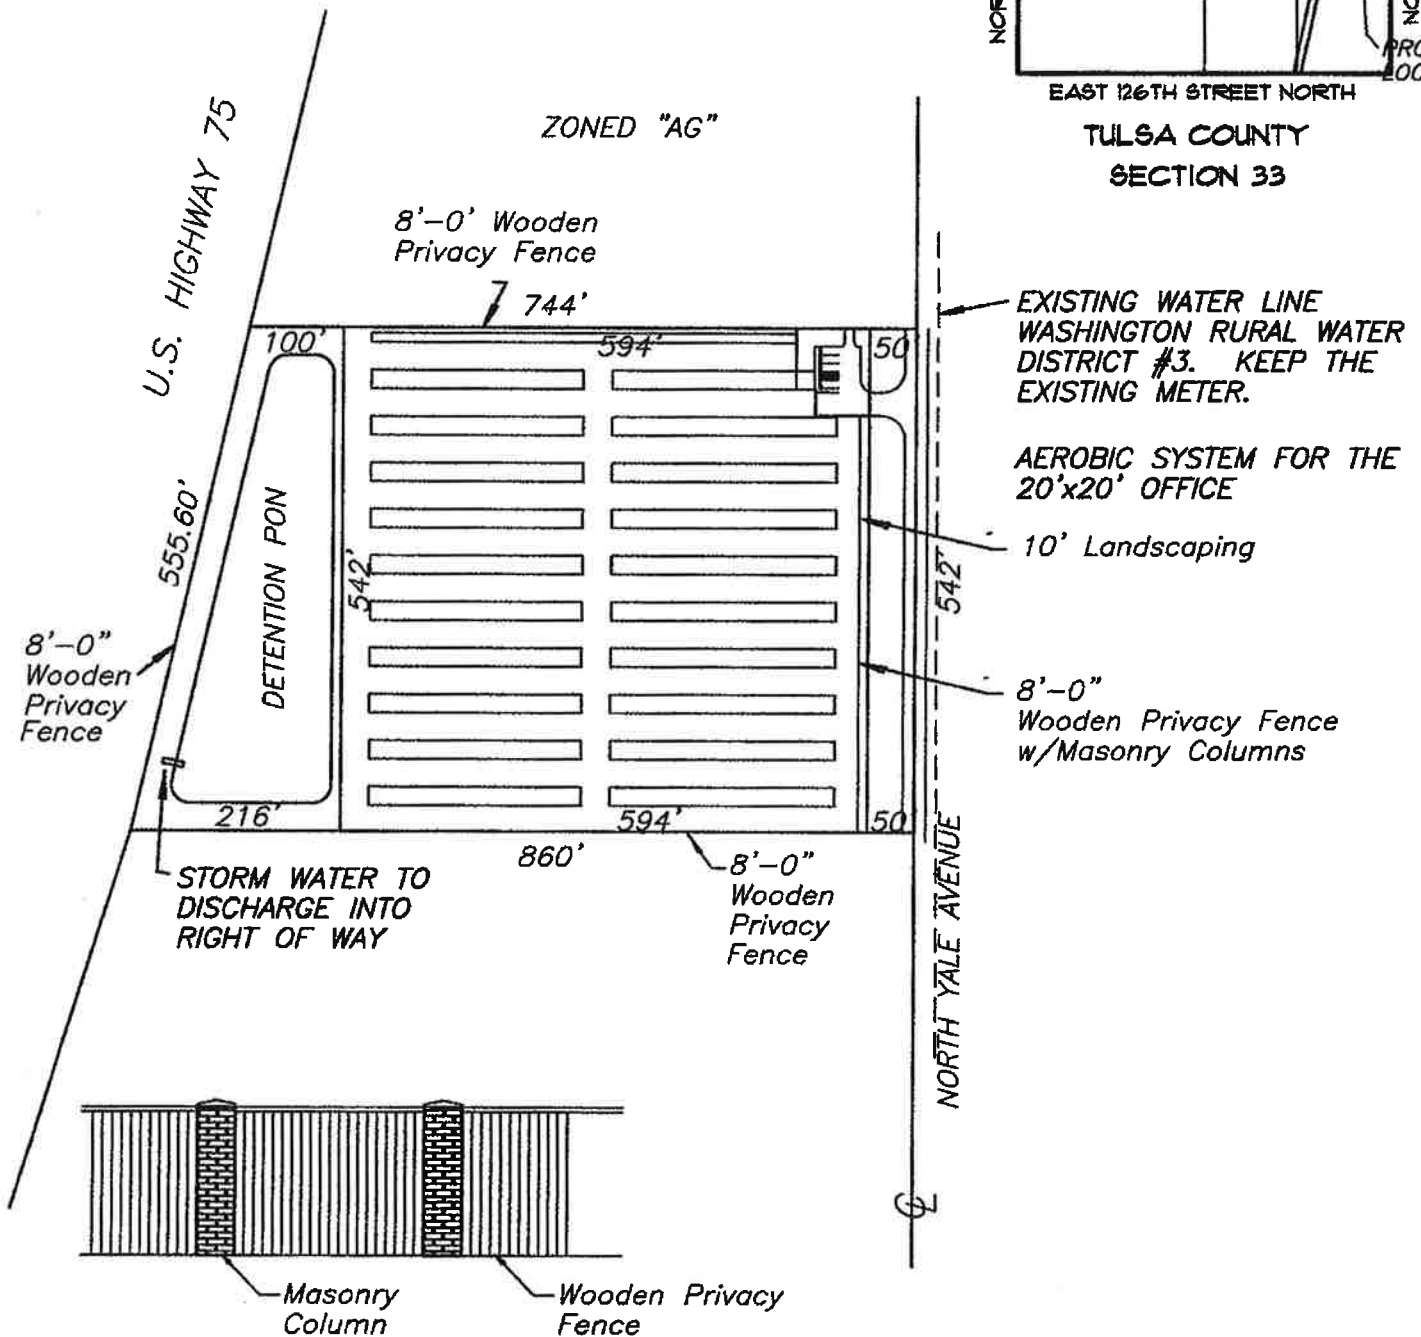 EAST 126TH STREET NORTH
TULSA COUNTY
SECTION 33
ZONED "AG"
U.S. HIGHWAY 75
8'-0' Wooden
Privacy Fence
744'
100'
594'
50'
EXISTING WATER LINE
WASHINGTON RURAL WATER
DISTRICT #3. KEEP THE
EXISTING METER.
AEROBIC SYSTEM FOR THE
20'x20' OFFICE
10' Landscaping
555.60'
DETENTION PON
542'
542'
8'-0"
Wooden
Privacy
Fence
8'-0"
Wooden Privacy Fence
w/Masonry Columns
216'
594'
50'
860'
STORM WATER TO
DISCHARGE INTO
RIGHT OF WAY
8'-0"
Wooden
Privacy
Fence
NORTH YALE AVENUE
Masonry
Column
Wooden Privacy
Fence